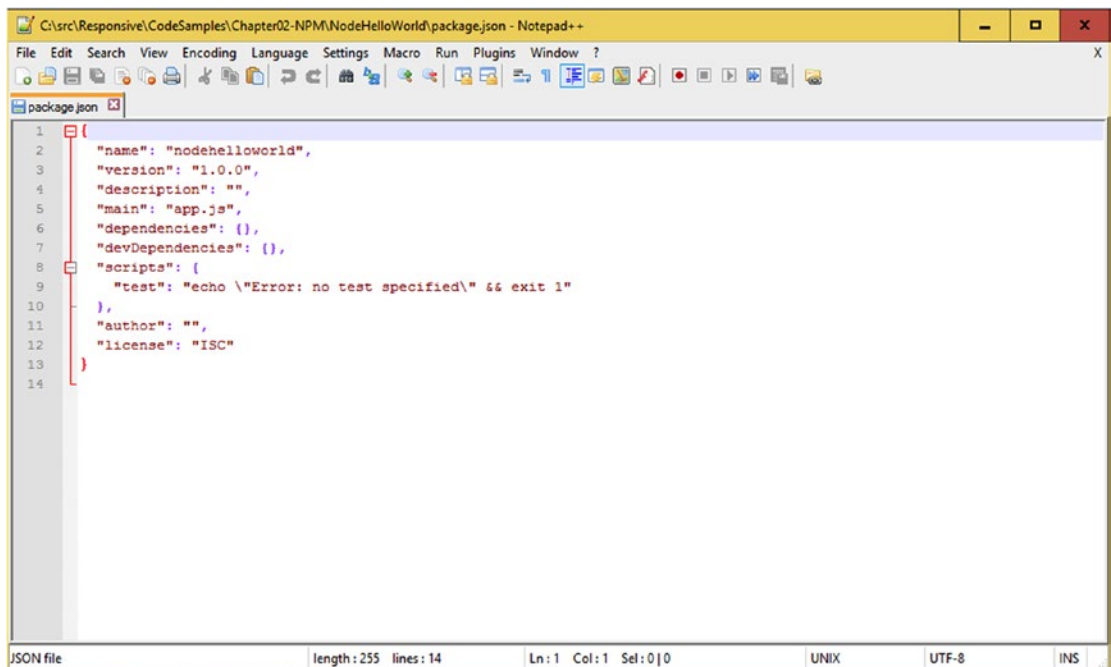 C:\src\Responsive\CodeSamples\Chapter02-NPM\NodeHelloWorld\package.json - Notepad++
File Edit Search View Encoding Language Settings Macro Run Plugins Window ? X
package.json
1 {
2 "name": "nodehelloworld",
3 "version": "1.0.0",
4 "description": "",
5 "main": "app.js",
6 "dependencies": {},
7 "devDependencies": {},
8 "scripts": {
9 "test": "echo \"Error: no test specified\" && exit 1"
10 },
11 "author": "",
12 "license": "ISC"
13 }
14
JSON file length : 255 lines : 14 Ln : 1 Col : 1 Sel : 0 | 0 UNIX UTF-8 INS